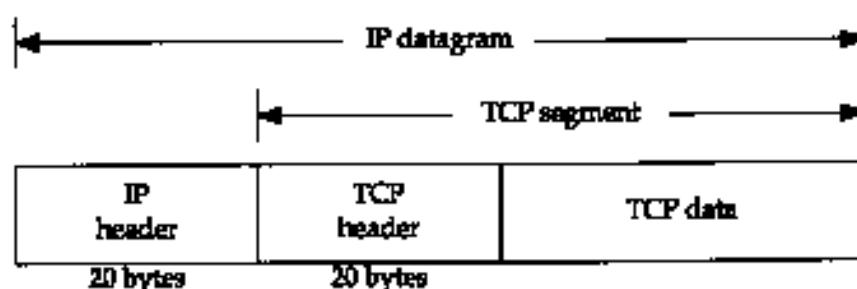 IP datagram
TCP segment
IP
header
TCP
header
TCP data
20 bytes
20 bytes